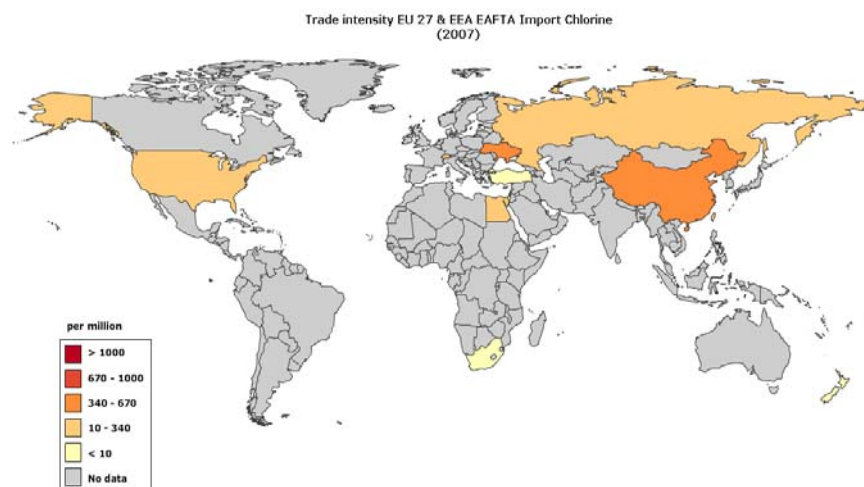 Trade intensity EU 27 & EEA EAFTA Import Chlorine
(2007)
per million
> 1000
670 - 1000
340 - 670
10 - 340
< 10
No data